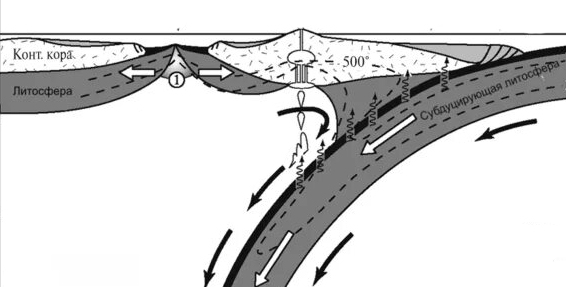 Конт. кора
500°
Литосфера
1
Субдуцирующая литосфера